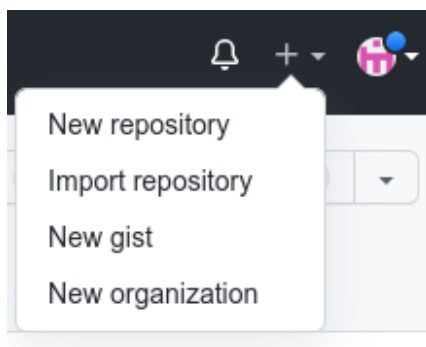 New repository
Import repository
New gist
New organization